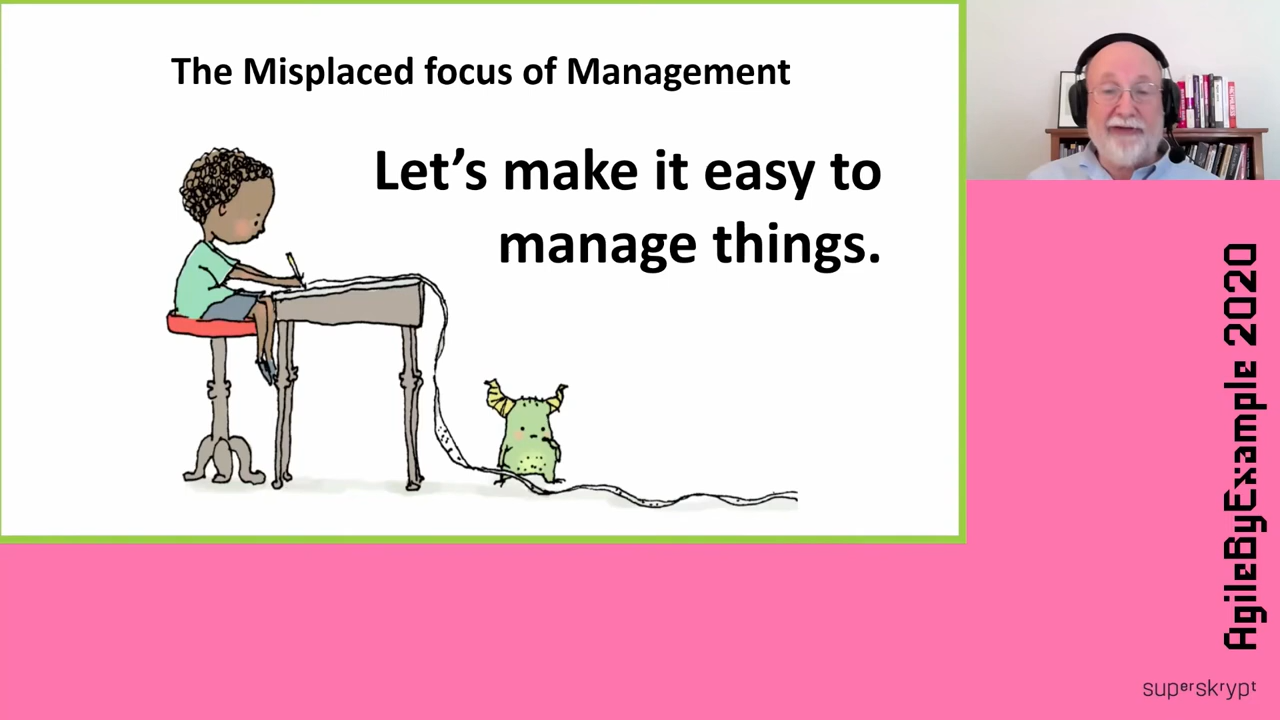 The Misplaced focus of Management
Let's make it easy to
manage things.
AgileByExample 2020
superskrypt